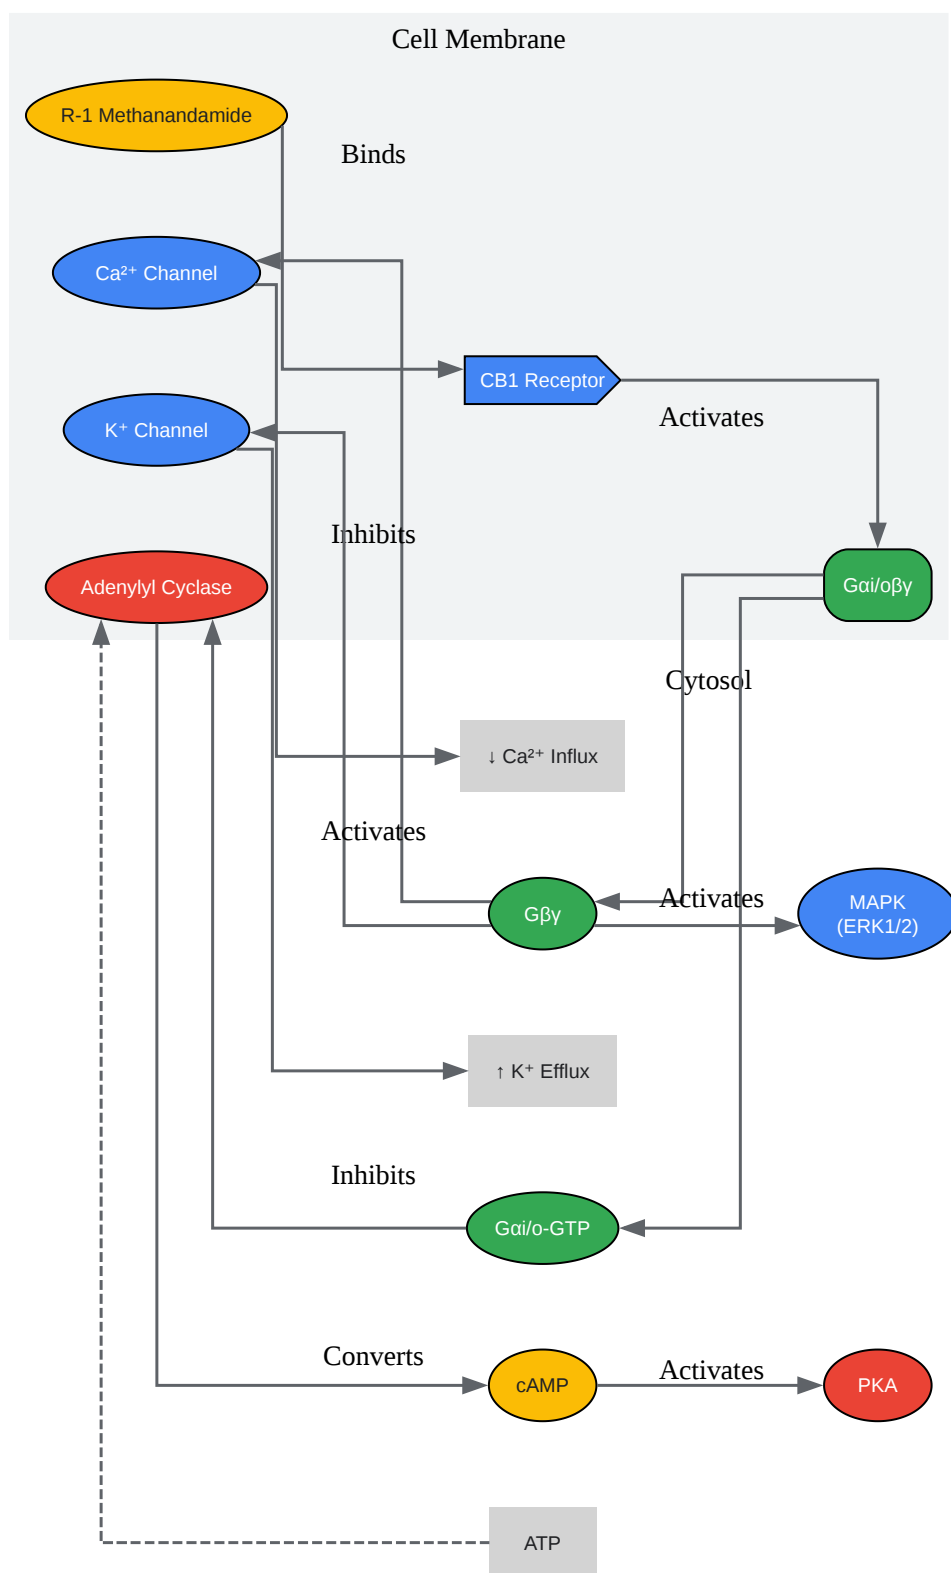 Cell Membrane
R-1 Methanandamide
Binds
Ca²⁺ Channel
CB1 Receptor
Activates
K⁺ Channel
Inhibits
Adenylyl Cyclase
Gαi/oβγ
Cytosol
↓ Ca²⁺ Influx
Activates
Activates
Gβγ
MAPK
(ERK1/2)
↑ K⁺ Efflux
Inhibits
Gαi/o-GTP
Converts
Activates
cAMP
PKA
ATP